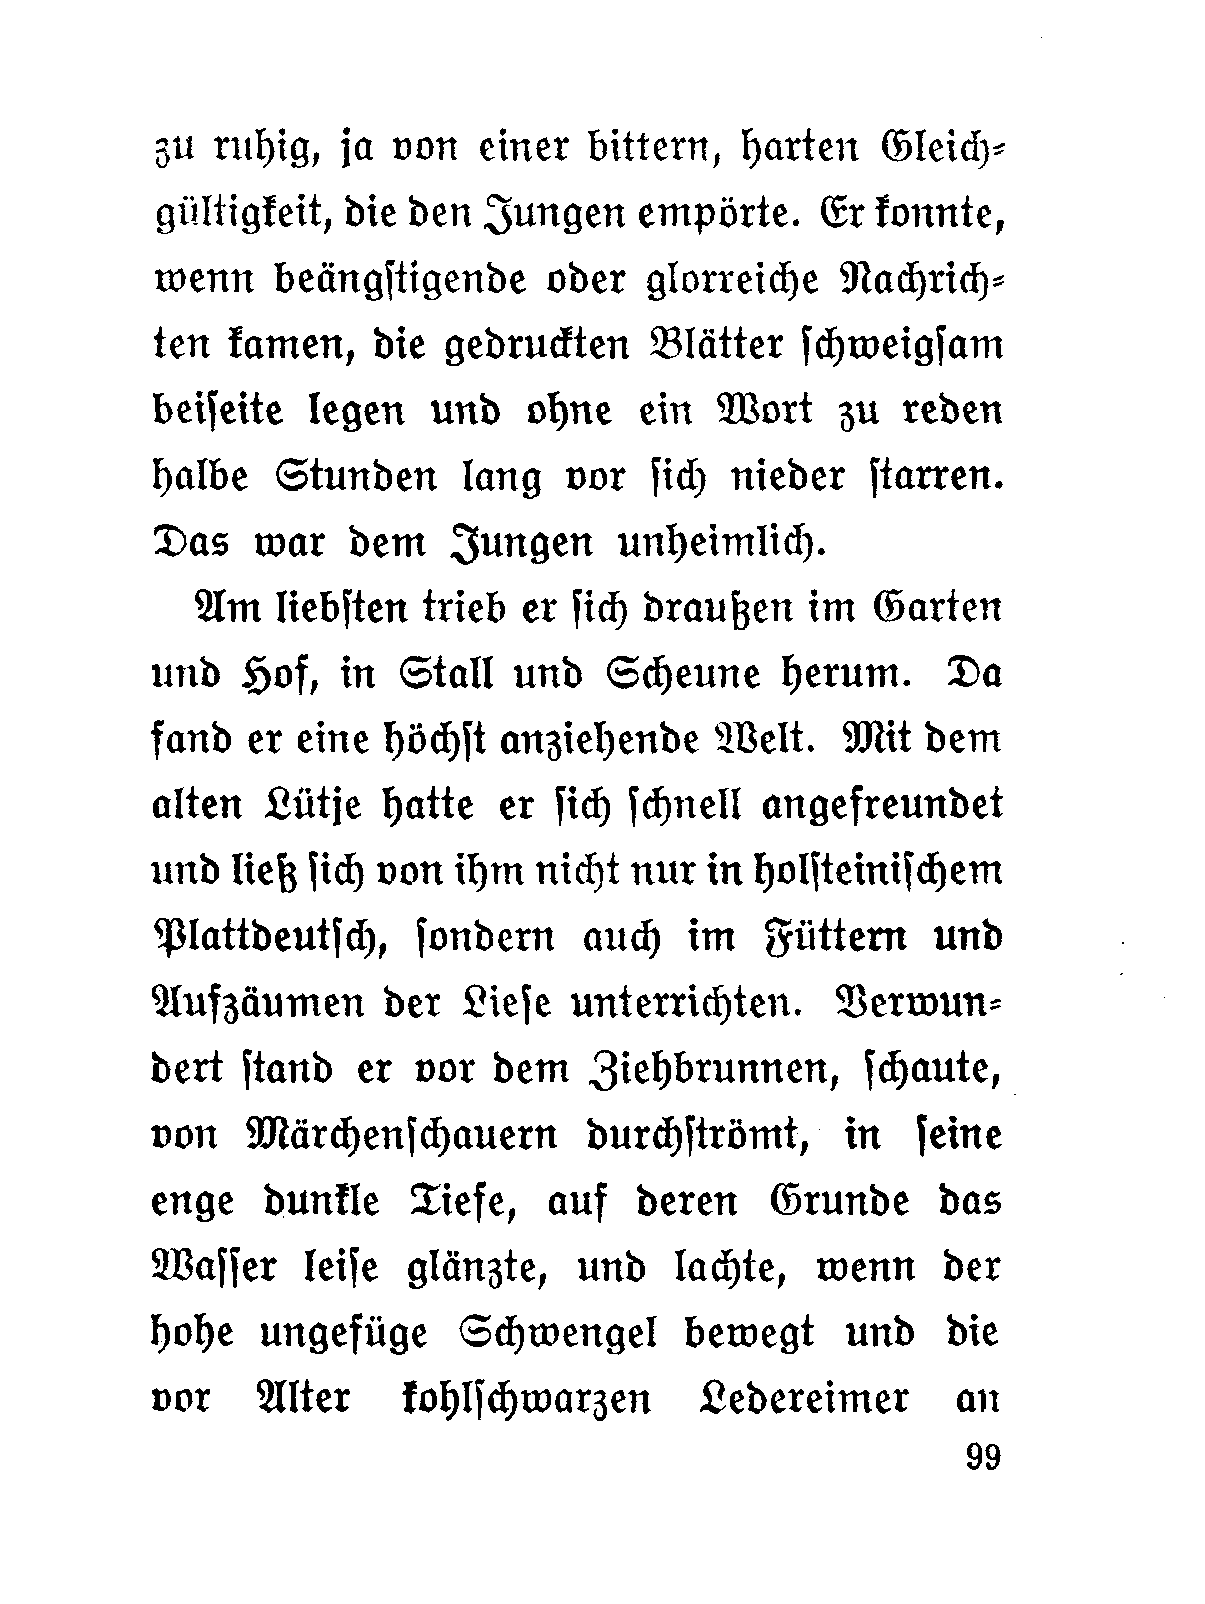 zu ruhig, ja von einer bittern, harten Gleich⸗
gültigkeit, die den Jungen empörte. Er konnte,
wenn beängſtigende oder glorreiche Nachrich⸗
ten kamen, die gedruckten Blätter ſchweigſam
beiſeite legen und ohne ein Wort zu reden
halbe Stunden lang vor ſich nieder ſtarren.
Das war dem Jungen unheimlich.
Am liebſten trieb er ſich draußen im Garten
und Hof, in Stall und Scheune herum. Da
fand er eine höchſt anziehende Welt. Mit dem
alten Lütje hatte er ſich ſchnell angefreundet
und ließ ſich von ihm nicht nur in holſteiniſchem
Plattdeutſch, ſondern auch im Füttern und
Aufzäumen der Lieſe unterrichten. Verwun⸗
dert ſtand er vor dem Ziehbrunnen, ſchaute,
von Märchenſchauern durchſtrömt, in ſeine
enge dunkle Tiefe, auf deren Grunde das
Waſſer leiſe glänzte, und lachte, wenn der
hohe ungefüge Schwengel bewegt und die
vor Alter kohlſchwarzen Ledereimer an
99